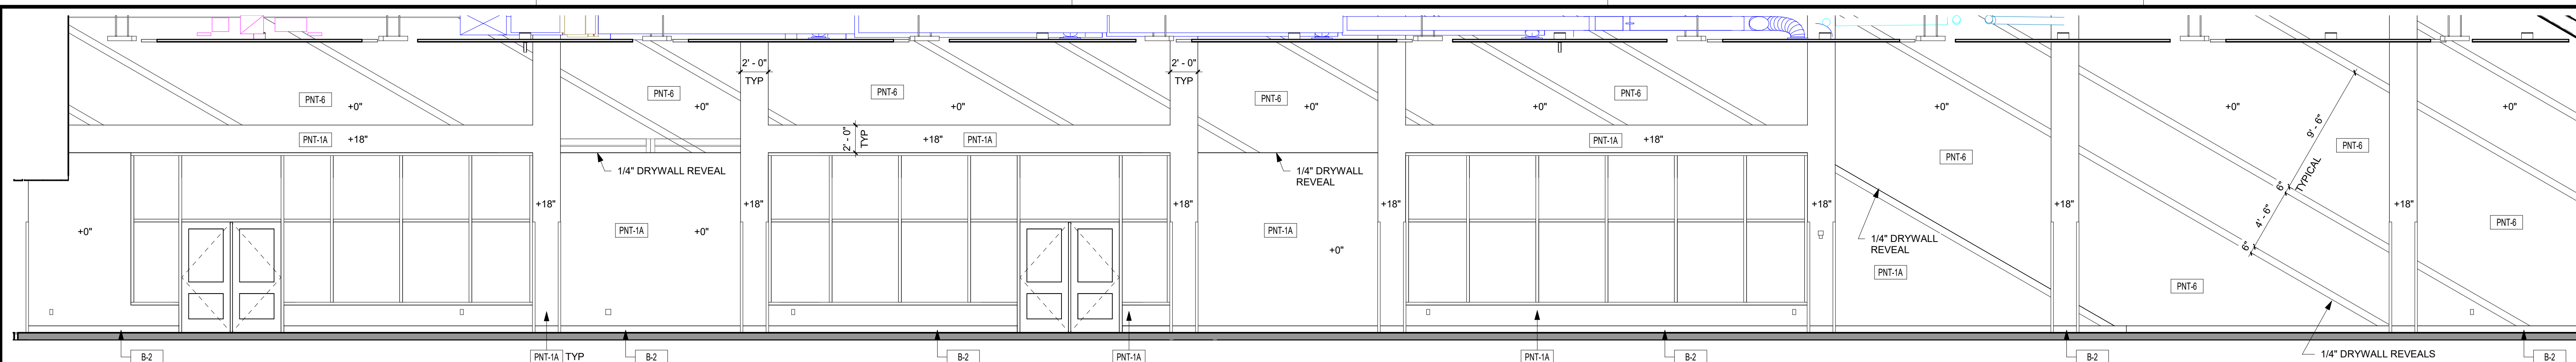 2' - 0"
TYP
2' - 0"
TYP
PNT-6
+0"
PNT-6
+0"
PNT-6
+0"
PNT-6
+0"
+0"
PNT-6
+0"
+0"
+0"
PNT-1A
+18"
2' - 0"
TYP
+18"
PNT-1A
PNT-1A
+18"
9' - 6"
PNT-6
PNT-6
1/4" DRYWALL REVEAL
1/4" DRYWALL
REVEAL
6"
TYPICAL
+18"
+18"
+18"
+18"
+18"
+18"
+18"
4' - 6"
6"
+0"
PNT-1A
+0"
PNT-1A
+0"
1/4" DRYWALL
REVEAL
PNT-6
PNT-1A
PNT-6
B-2
PNT-1A TYP
B-2
B-2
PNT-1A
PNT-1A
B-2
B-2
1/4" DRYWALL REVEALS
B-2